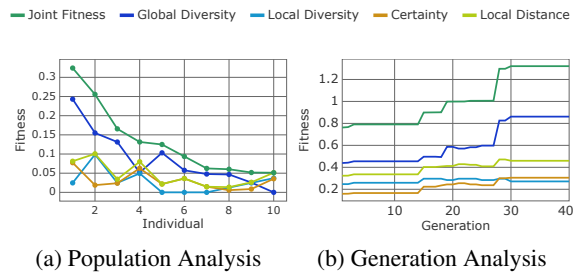 Joint Fitness Global Diversity Local Diversity Certainty Local Distance
0.3
0.25
0.2
0.15
0.1
0.05
0
Fitness
2 4 6 8 10
Individual
1.2
1
0.8
0.6
0.4
0.2
Fitness
10 20 30 40
Generation
(a) Population Analysis (b) Generation Analysis